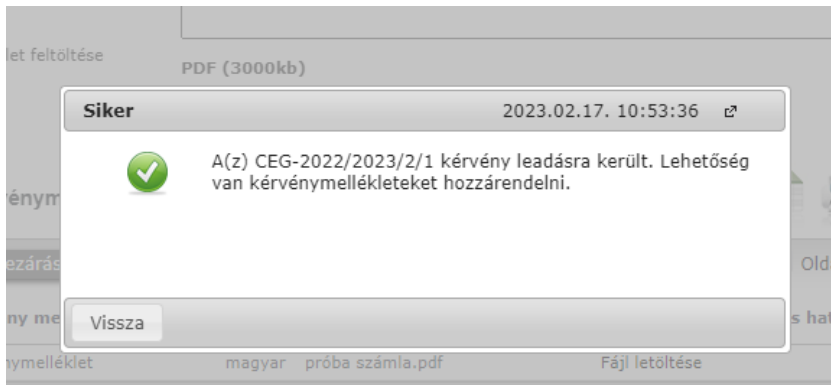 let feltöltése
PDF (3000kb)
Siker 2023.02.17. 10:53:36
A(z) CEG-2022/2023/2/1 kérvény leadásra került. Lehetőség
van kérvénymellékleteket hozzárendelni.
rénym
ezárás Old
ny me s hat
Vissza
nymelléklet magyar próba számla.pdf Fájl letöltése